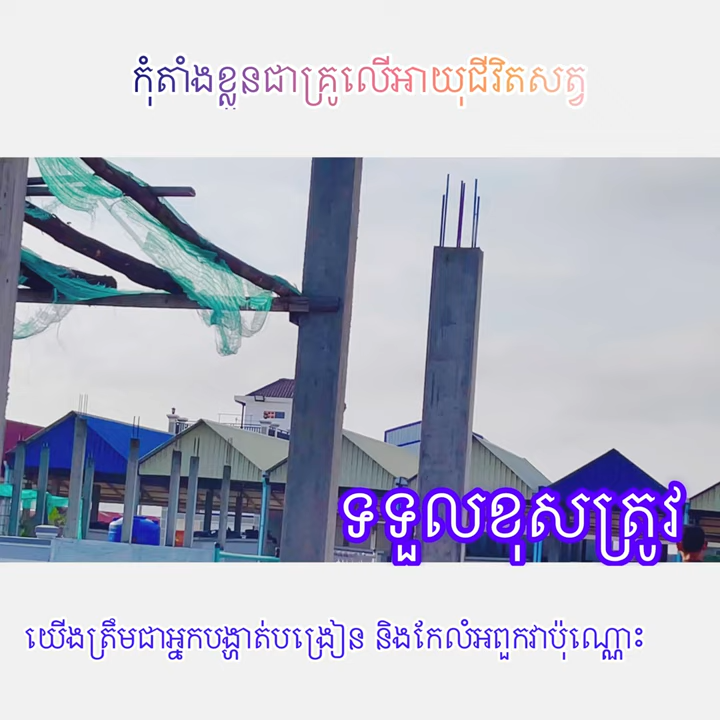 កុំតាំងខ្លួនជាគ្រូលើអាយុជីវិតសត្វ
ទទួលខុសត្រូវ
យើងត្រឹមជាអ្នកបង្ហាត់បង្រៀន និងកែលំអពួកវាប៉ុណ្ណោះ